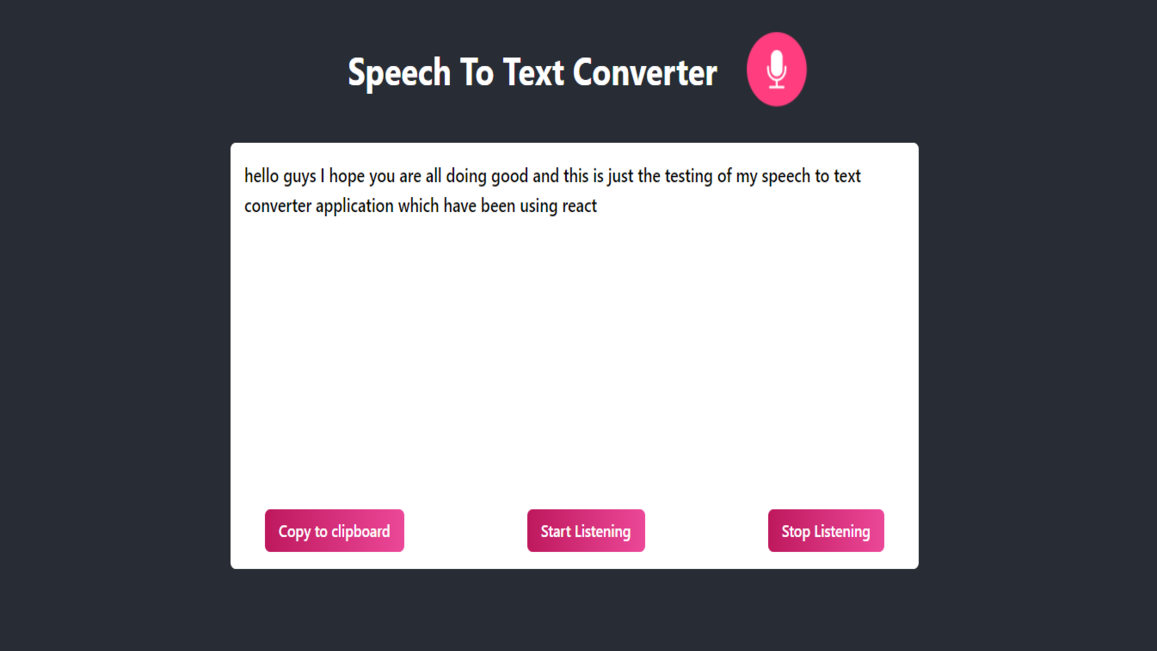 Speech To Text Converter
hello guys I hope you are all doing good and this is just the testing of my speech to text
converter application which have been using react
Copy to clipboard
Start Listening
Stop Listening